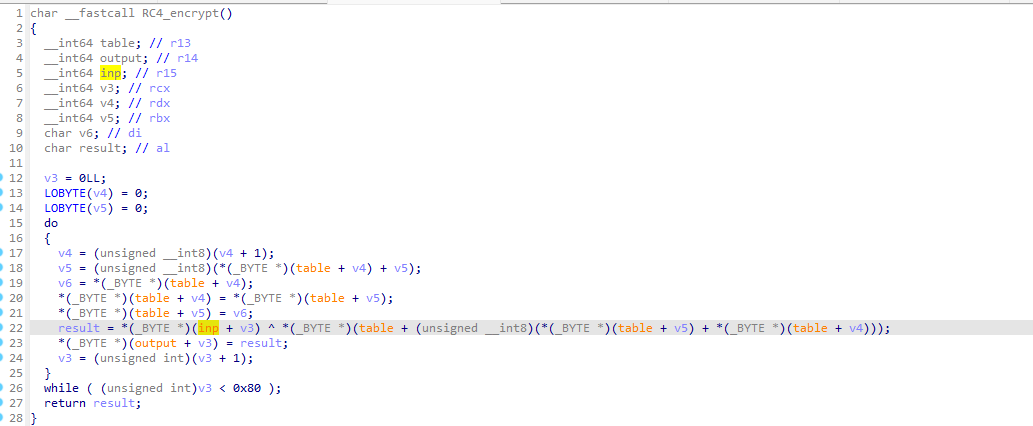 1 char __fastcall RC4_encrypt()
2 {
3   __int64 table; // r13
4   __int64 output; // r14
5   __int64 inp; // r15
6   __int64 v3; // rcx
7   __int64 v4; // rdx
8   __int64 v5; // rbx
9   char v6; // di
10   char result; // al
11
12   v3 = 0LL;
13   LOBYTE(v4) = 0;
14   LOBYTE(v5) = 0;
15   do
16   {
17     v4 = (unsigned __int8)(v4 + 1);
18     v5 = (unsigned __int8)(*(_BYTE *)(table + v4) + v5);
19     v6 = *(_BYTE *)(table + v4);
20     *(_BYTE *)(table + v4) = *(_BYTE *)(table + v5);
21     *(_BYTE *)(table + v5) = v6;
22     result = *(_BYTE *)(inp + v3) ^ *(_BYTE *)(table + (unsigned __int8)(*(_BYTE *)(table + v5) + *(_BYTE *)(table + v4)));
23     *(_BYTE *)(output + v3) = result;
24     v3 = (unsigned int)(v3 + 1);
25   }
26   while ( (unsigned int)v3 < 0x80 );
27   return result;
28 }